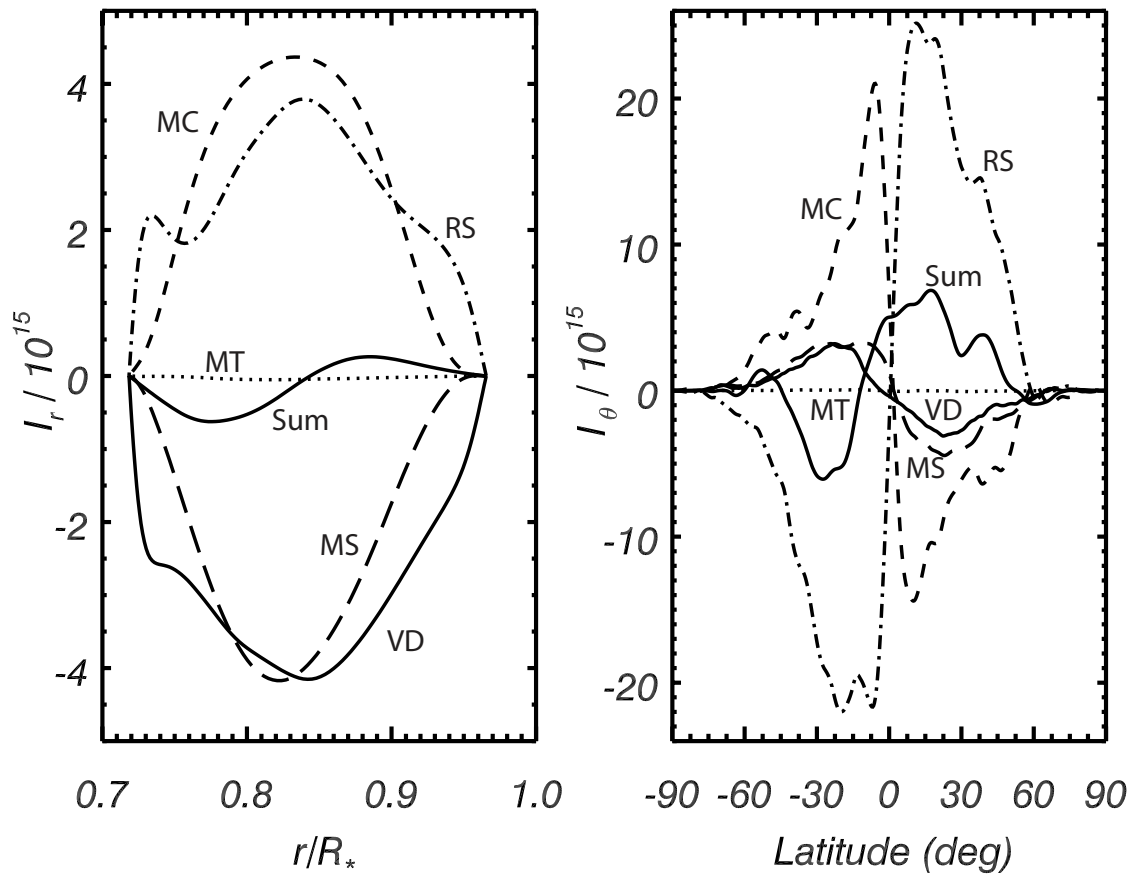 4
2
0
-2
-4
I_r / 10^15
MC
RS
MT
Sum
MS
VD
0.7 0.8 0.9 1.0
r/R_*
20
10
0
-10
-20
I_θ / 10^15
MC
RS
Sum
MT
VD
MS
-90 -60 -30 0 30 60 90
Latitude (deg)